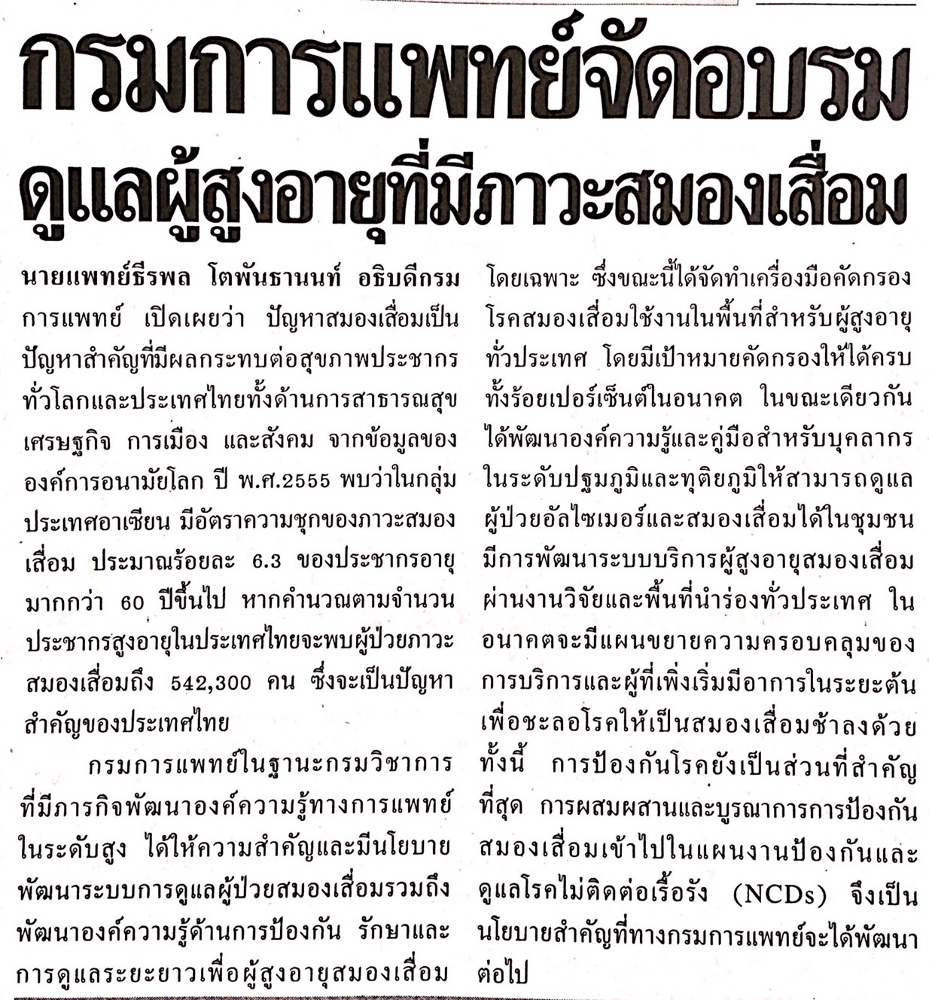 กรมการแพทย์จัดอบรม
ดูแลผู้สูงอายุที่มีภาวะสมองเสื่อม
นายแพทย์ธีรพล โตพันธานนท์ อธิบดีกรม
การแพทย์ เปิดเผยว่า ปัญหาสมองเสื่อมเป็น
ปัญหาสำคัญที่มีผลกระทบต่อสุขภาพประชากร
ทั่วโลกและประเทศไทยทั้งด้านการสาธารณสุข
เศรษฐกิจ การเมือง และสังคม จากข้อมูลของ
องค์การอนามัยโลก ปี พ.ศ.2555 พบว่าในกลุ่ม
ประเทศอาเซียน มีอัตราความชุกของภาวะสมอง
เสื่อม ประมาณร้อยละ 6.3 ของประชากรอายุ
มากกว่า 60 ปีขึ้นไป หากคำนวณตามจำนวน
ประชากรสูงอายุในประเทศไทยจะพบผู้ป่วยภาวะ
สมองเสื่อมถึง 542,300 คน ซึ่งจะเป็นปัญหา
สำคัญของประเทศไทย
กรมการแพทย์ในฐานะกรมวิชาการ
ที่มีภารกิจพัฒนาองค์ความรู้ทางการแพทย์
ในระดับสูง ได้ให้ความสำคัญและมีนโยบาย
พัฒนาระบบการดูแลผู้ป่วยสมองเสื่อมรวมถึง
พัฒนาองค์ความรู้ด้านการป้องกัน รักษาและ
การดูแลระยะยาวเพื่อผู้สูงอายุสมองเสื่อม
โดยเฉพาะ ซึ่งขณะนี้ได้จัดทำเครื่องมือคัดกรอง
โรคสมองเสื่อมใช้งานในพื้นที่สำหรับผู้สูงอายุ
ทั่วประเทศ โดยมีเป้าหมายคัดกรองให้ได้ครบ
ทั้งร้อยเปอร์เซ็นต์ในอนาคต ในขณะเดียวกัน
ได้พัฒนาองค์ความรู้และคู่มือสำหรับบุคลากร
ในระดับปฐมภูมิและทุติยภูมิให้สามารถดูแล
ผู้ป่วยอัลไซเมอร์และสมองเสื่อมได้ในชุมชน
มีการพัฒนาระบบบริการผู้สูงอายุสมองเสื่อม
ผ่านงานวิจัยและพื้นที่นำร่องทั่วประเทศ ใน
อนาคตจะมีแผนขยายความครอบคลุมของ
การบริการและผู้ที่เพิ่งเริ่มมีอาการในระยะต้น
เพื่อชะลอโรคให้เป็นสมองเสื่อมช้าลงด้วย
ทั้งนี้ การป้องกันโรคยังเป็นส่วนที่สำคัญ
ที่สุด การผสมผสานและบูรณาการการป้องกัน
สมองเสื่อมเข้าไปในแผนงานป้องกันและ
ดูแลโรคไม่ติดต่อเรื้อรัง (NCDs) จึงเป็น
นโยบายสำคัญที่ทางกรมการแพทย์จะได้พัฒนา
ต่อไป